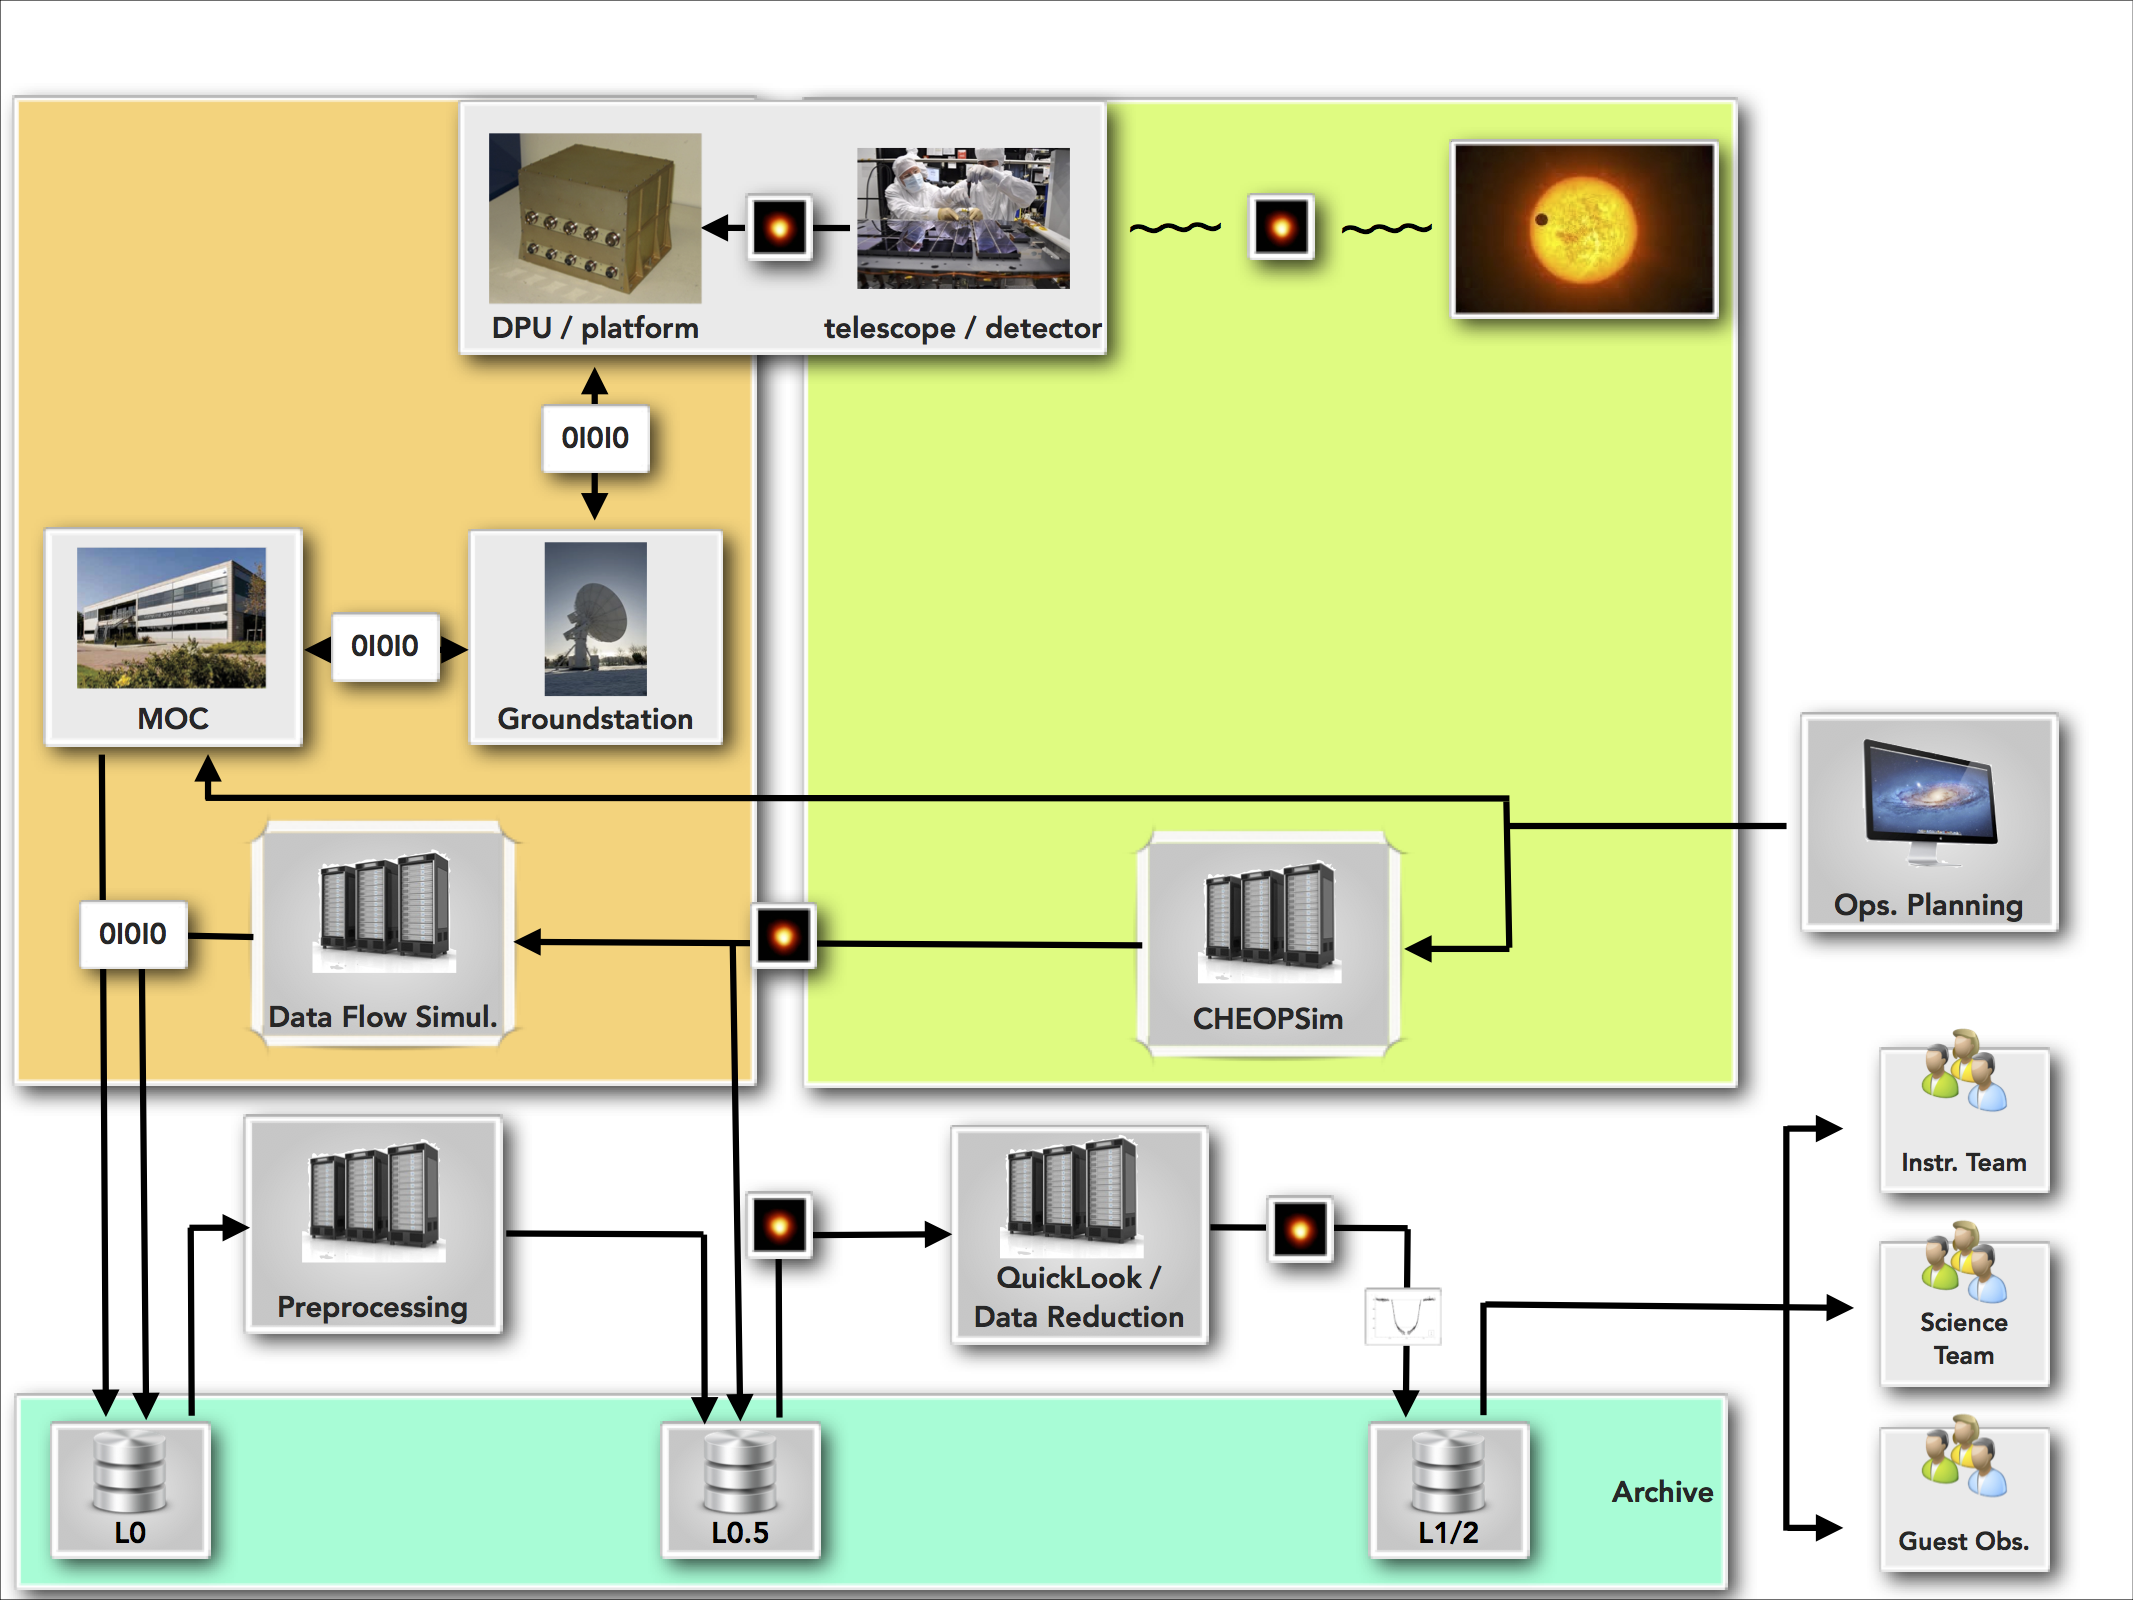 DPU / platform
telescope / detector
01010
01010
MOC
Groundstation
Ops. Planning
01010
Data Flow Simul.
CHEOPSim
Instr. Team
Preprocessing
QuickLook /
Data Reduction
Science
Team
Archive
L0
L0.5
L1/2
Guest Obs.